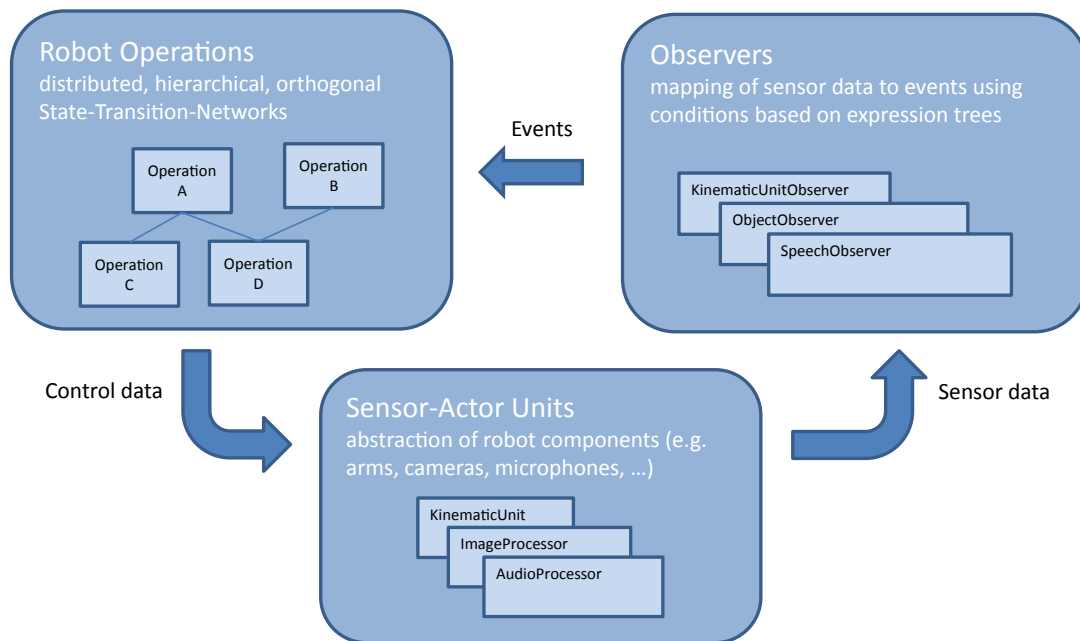 Robot Operations
distributed, hierarchical, orthogonal
State-Transition-Networks
Operation
A
Operation
B
Operation
C
Operation
D
Events
Observers
mapping of sensor data to events using
conditions based on expression trees
KinematicUnitObserver
ObjectObserver
SpeechObserver
Control data
Sensor-Actor Units
abstraction of robot components (e.g.
arms, cameras, microphones, …)
KinematicUnit
ImageProcessor
AudioProcessor
Sensor data